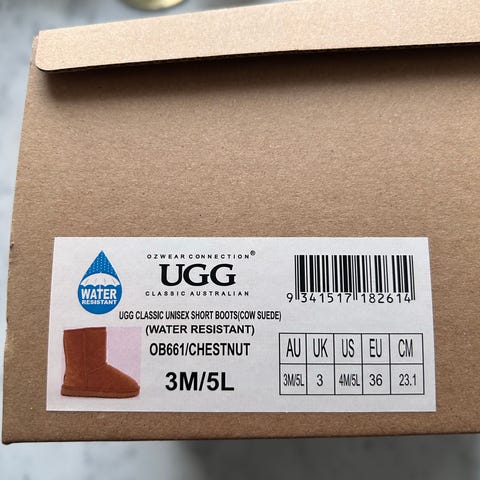 OZWEAR CONNECTION®
UGG
CLASSIC AUSTRALIAN
WATER
RESISTANT
9 341517 182614
UGG CLASSIC UNISEX SHORT BOOTS(COW SUEDE)
(WATER RESISTANT)
OB661/CHESTNUT
3M/5L
AU UK US EU CM
3M/5L 3 4M/5L 36 23.1